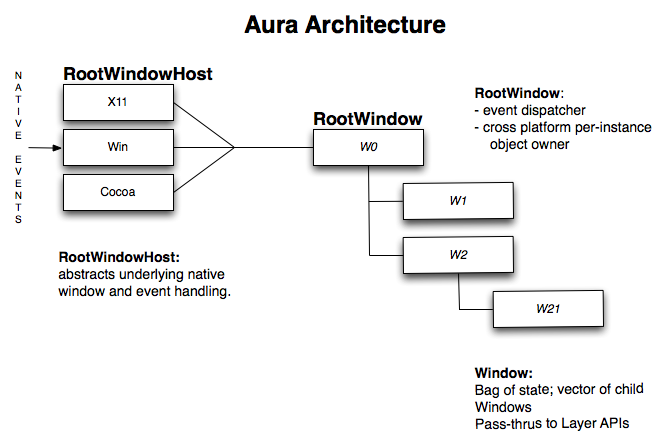 Aura Architecture
NATIVE EVENTS
RootWindowHost
X11
Win
Cocoa
RootWindowHost:
abstracts underlying native
window and event handling.
RootWindow
W0
W1
W2
W21
RootWindow:
- event dispatcher
- cross platform per-instance
object owner
Window:
Bag of state; vector of child
Windows
Pass-thrus to Layer APIs